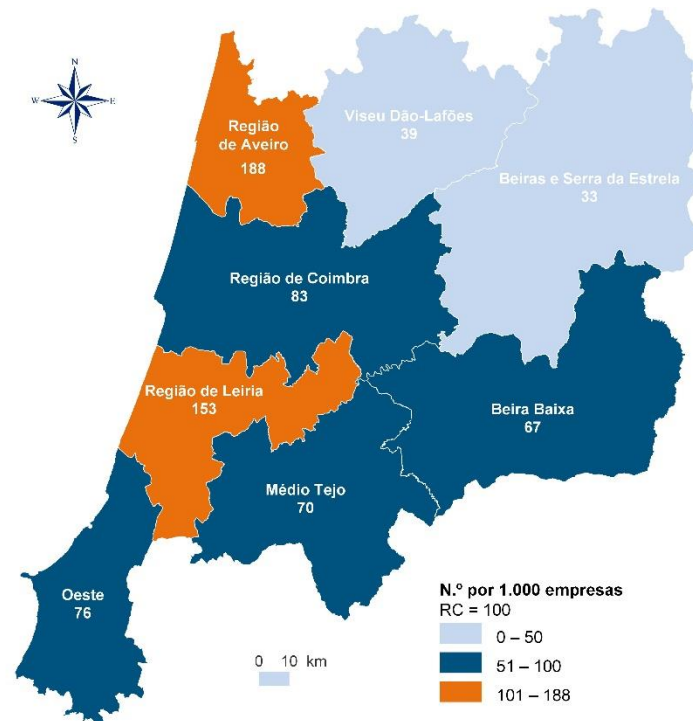 N
W E
S
Região
de Aveiro
188
Viseu Dão-Lafões
39
Beiras e Serra da Estrela
33
Região de Coimbra
83
Região de Leiria
153
Beira Baixa
67
Médio Tejo
70
Oeste
76
N.º por 1.000 empresas
RC = 100
0 – 50
51 – 100
101 – 188
0 10 km